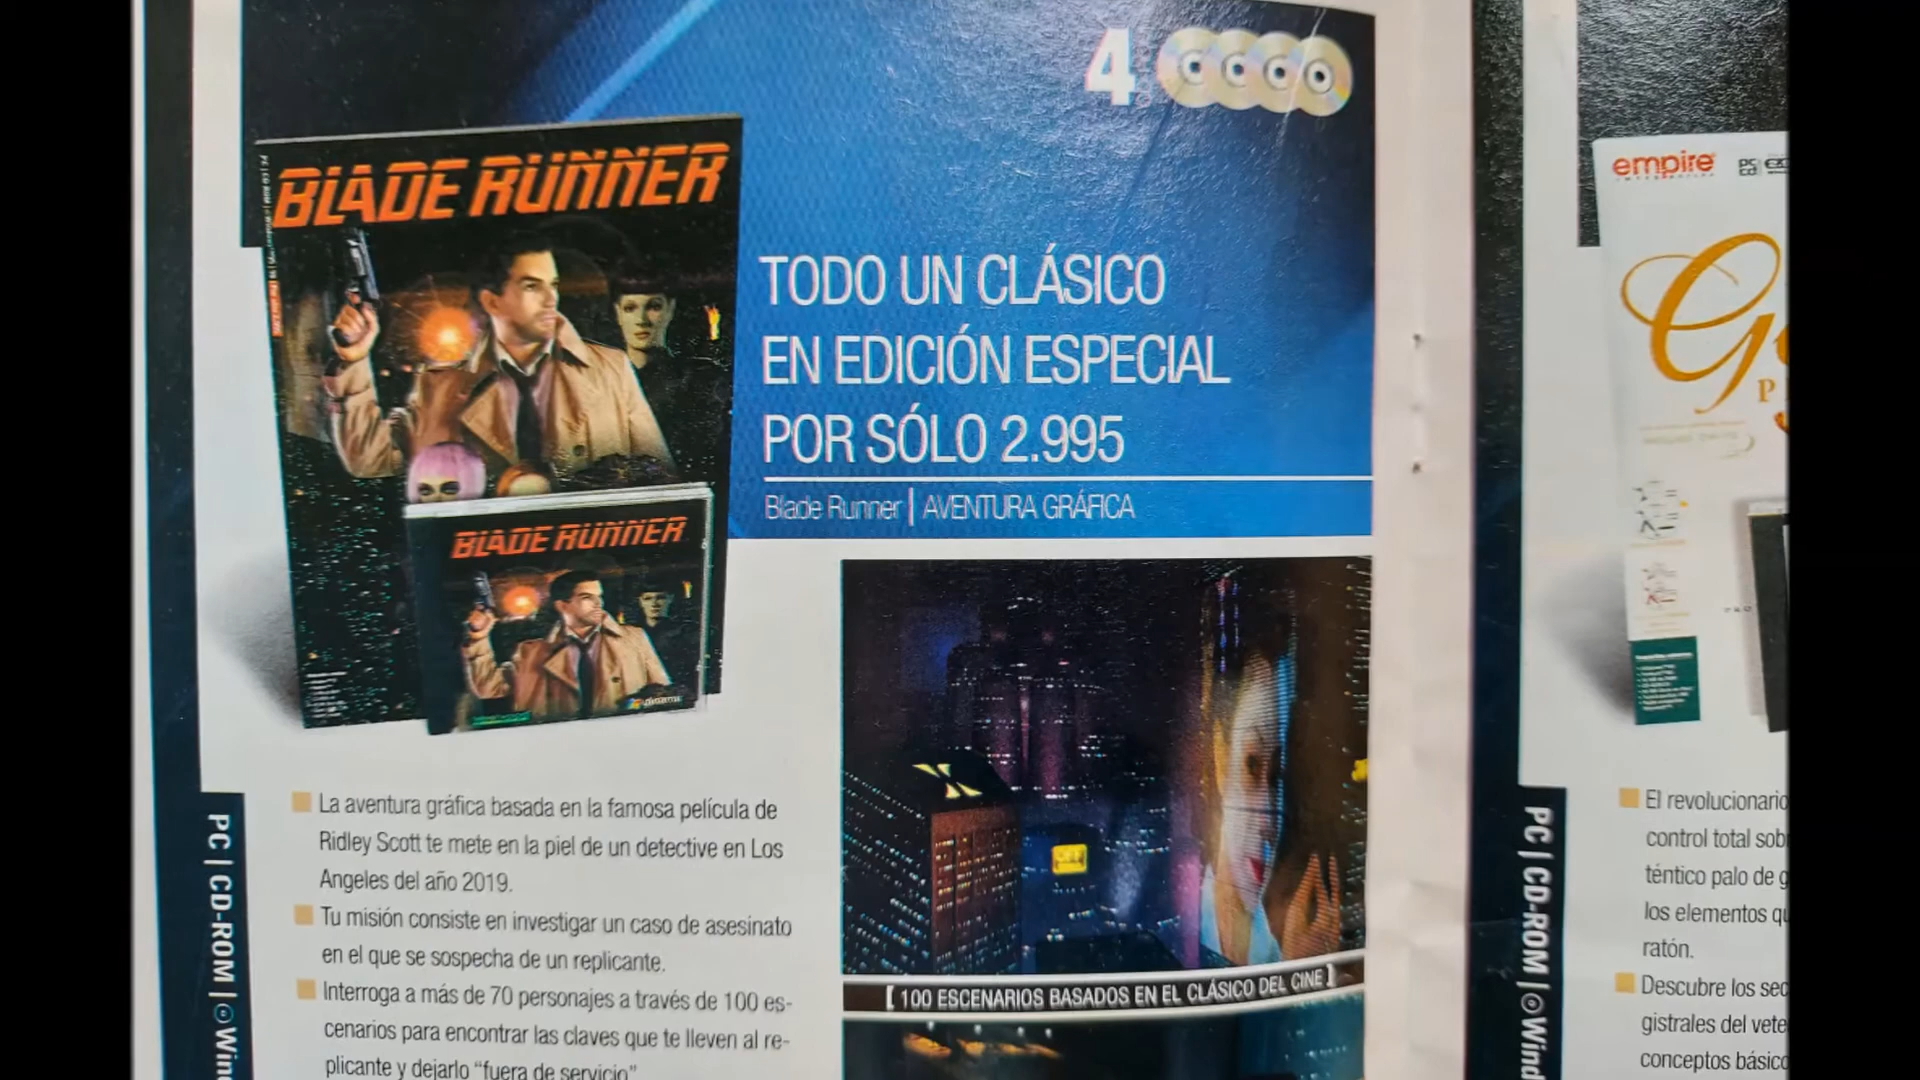 4
BLADE RUNNER
TODO UN CLÁSICO
EN EDICIÓN ESPECIAL
POR SÓLO 2.995
Blade Runner | AVENTURA GRÁFICA
BLADE RUNNER
dinamic
La aventura gráfica basada en la famosa película de
Ridley Scott te mete en la piel de un detective en Los
Angeles del año 2019.
Tu misión consiste en investigar un caso de asesinato
en el que se sospecha de un replicante.
Interroga a más de 70 personajes a través de 100 es-
cenarios para encontrar las claves que te lleven al re-
plicante y dejarlo "fuera de servicio"
[ 100 ESCENARIOS BASADOS EN EL CLÁSICO DEL CINE ]
PC | CD-ROM | Wind
empire
PC
El revolucionario
control total sob
téntico palo de g
los elementos qu
ratón.
Descubre los sec
gistrales del vete
conceptos básico
PC | CD-ROM | Wind